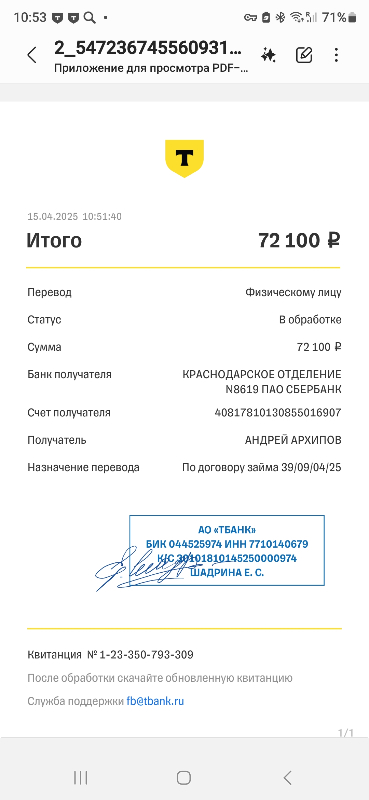 10:53
71%
2_547236745560931...
Приложение для просмотра PDF-...
T
15.04.2025 10:51:40
Итого 72 100 ₽
Перевод Физическому лицу
Статус В обработке
Сумма 72 100 ₽
Банк получателя КРАСНОДАРСКОЕ ОТДЕЛЕНИЕ
N8619 ПАО СБЕРБАНК
Счет получателя 40817810130855016907
Получатель АНДРЕЙ АРХИПОВ
Назначение перевода По договору займа 39/09/04/25
АО «ТБАНК»
БИК 044525974 ИНН 7710140679
К/С 30101810145250000974
ШАДРИНА Е. С.
Квитанция № 1-23-350-793-309
После обработки скачайте обновленную квитанцию
Служба поддержки fb@tbank.ru
1/1